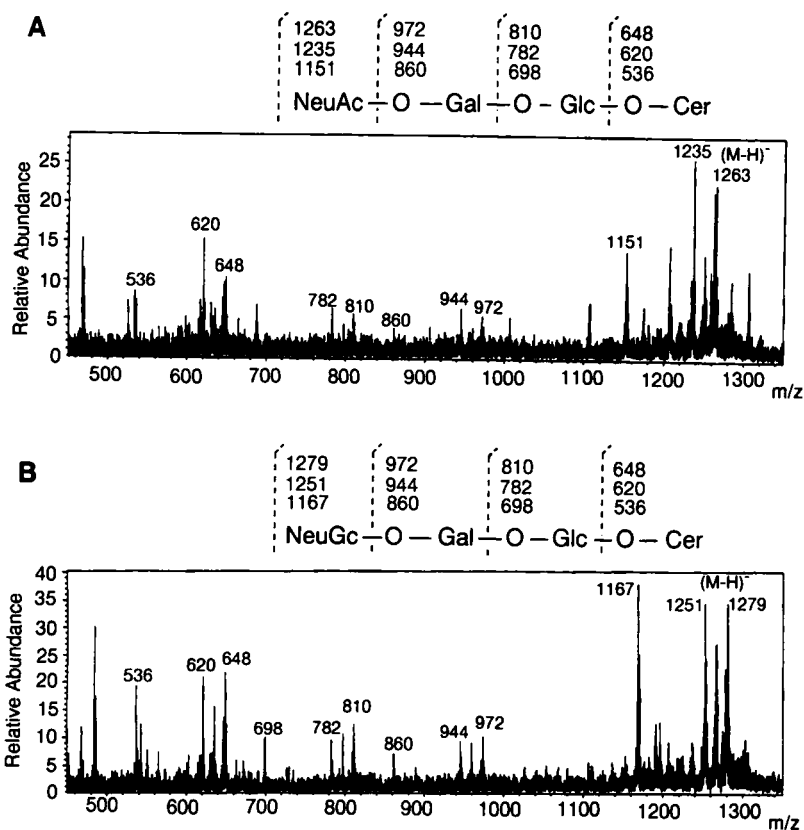 A
1263 972 810 648
1235 944 782 620
1151 860 698 536
NeuAc – O – Gal – O – Glc – O – Cer
Relative Abundance
25
20
15
10
5
0
536
620
648
782
810
860
944
972
1151
1235
(M-H)⁻
1263
500 600 700 800 900 1000 1100 1200 1300
m/z
B
1279 972 810 648
1251 944 782 620
1167 860 698 536
NeuGc – O – Gal – O – Glc – O – Cer
Relative Abundance
40
35
30
25
20
15
10
5
0
536
620
648
698
782
810
860
944
972
1167
1251
(M-H)⁻
1279
500 600 700 800 900 1000 1100 1200 1300
m/z